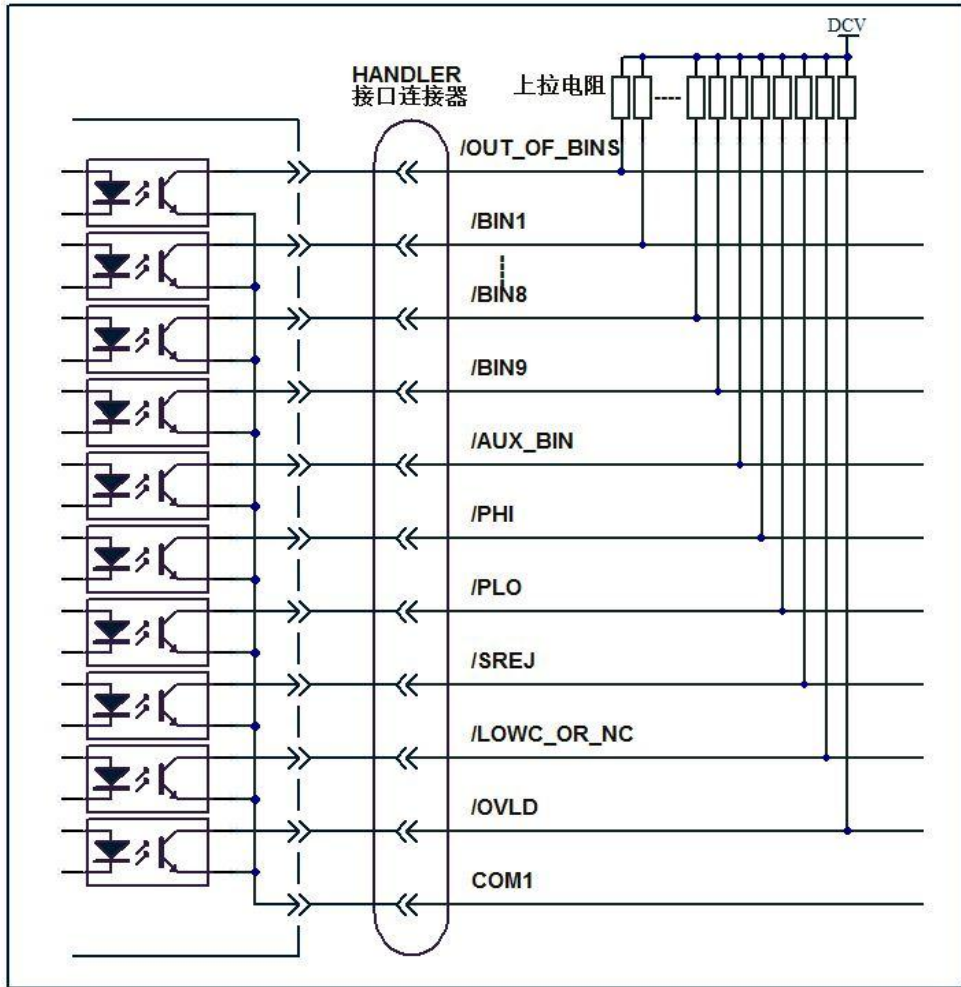 DCV
HANDLER
接口连接器
上拉电阻
/OUT_OF_BINS
/BIN1
/BIN8
/BIN9
/AUX_BIN
/PHI
/PLO
/SREJ
/LOWC_OR_NC
/OVLD
COM1